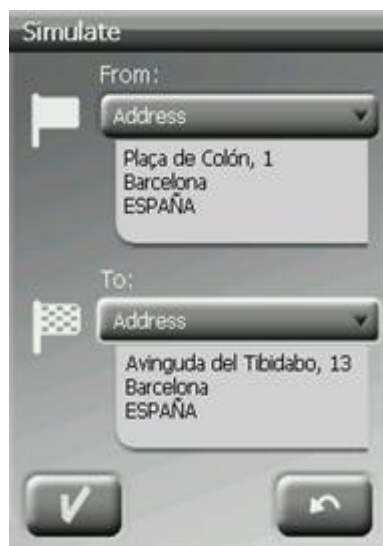 Simulate
From:
Address
Plaça de Colón, 1
Barcelona
ESPAÑA
To:
Address
Avinguda del Tibidabo, 13
Barcelona
ESPAÑA